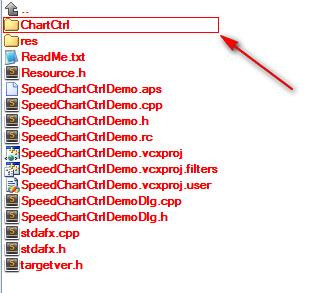 ..
ChartCtrl
res
ReadMe.txt
Resource.h
SpeedChartCtrlDemo.aps
SpeedChartCtrlDemo.cpp
SpeedChartCtrlDemo.h
SpeedChartCtrlDemo.rc
SpeedChartCtrlDemo.vcxproj
SpeedChartCtrlDemo.vcxproj.filters
SpeedChartCtrlDemo.vcxproj.user
SpeedChartCtrlDemoDlg.cpp
SpeedChartCtrlDemoDlg.h
stdafx.cpp
stdafx.h
targetver.h